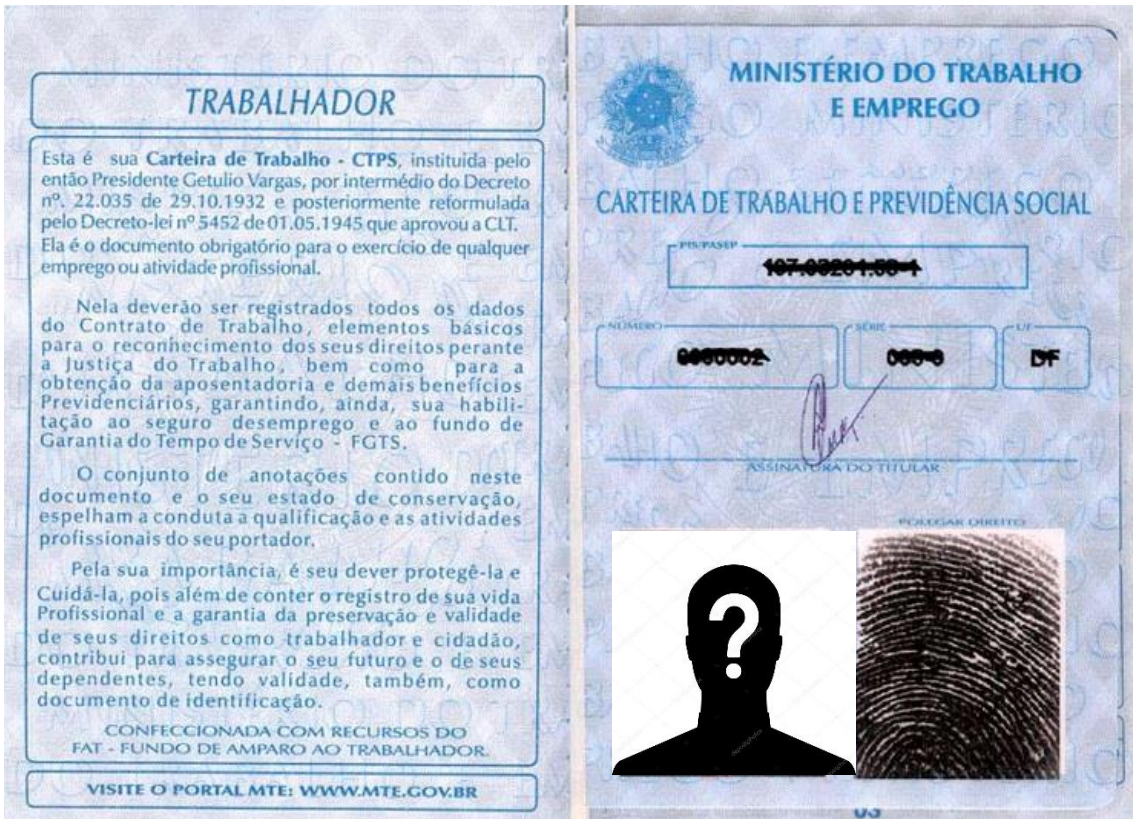 TRABALHADOR
Esta é sua Carteira de Trabalho - CTPS, instituida pelo
então Presidente Getulio Vargas, por intermédio do Decreto
nº. 22.035 de 29.10.1932 e posteriormente reformulada
pelo Decreto-lei nº 5452 de 01.05.1945 que aprovou a CLT.
Ela é o documento obrigatório para o exercício de qualquer
emprego ou atividade profissional.
Nela deverão ser registrados todos os dados
do Contrato de Trabalho, elementos básicos
para o reconhecimento dos seus direitos perante
a Justiça do Trabalho, bem como para a
obtenção da aposentadoria e demais benefícios
Previdenciários, garantindo, ainda, sua habili-
tação ao seguro desemprego e ao fundo de
Garantia do Tempo de Serviço - FGTS.
O conjunto de anotações contido neste
documento e o seu estado de conservação,
espelham a conduta a qualificação e as atividades
profissionais do seu portador.
Pela sua importância, é seu dever protegê-la e
Cuidá-la, pois além de conter o registro de sua vida
Profissional e a garantia da preservação e validade
de seus direitos como trabalhador e cidadão,
contribui para assegurar o seu futuro e o de seus
dependentes, tendo validade, também, como
documento de identificação.
CONFECCIONADA COM RECURSOS DO
FAT - FUNDO DE AMPARO AO TRABALHADOR.
VISITE O PORTAL MTE: WWW.MTE.GOV.BR
MINISTÉRIO DO TRABALHO
E EMPREGO
CARTEIRA DE TRABALHO E PREVIDÊNCIA SOCIAL
PIS/PASEP
NÚMERO SÉRIE UF
DF
ASSINATURA DO TITULAR
POLEGAR DIREITO
?
03